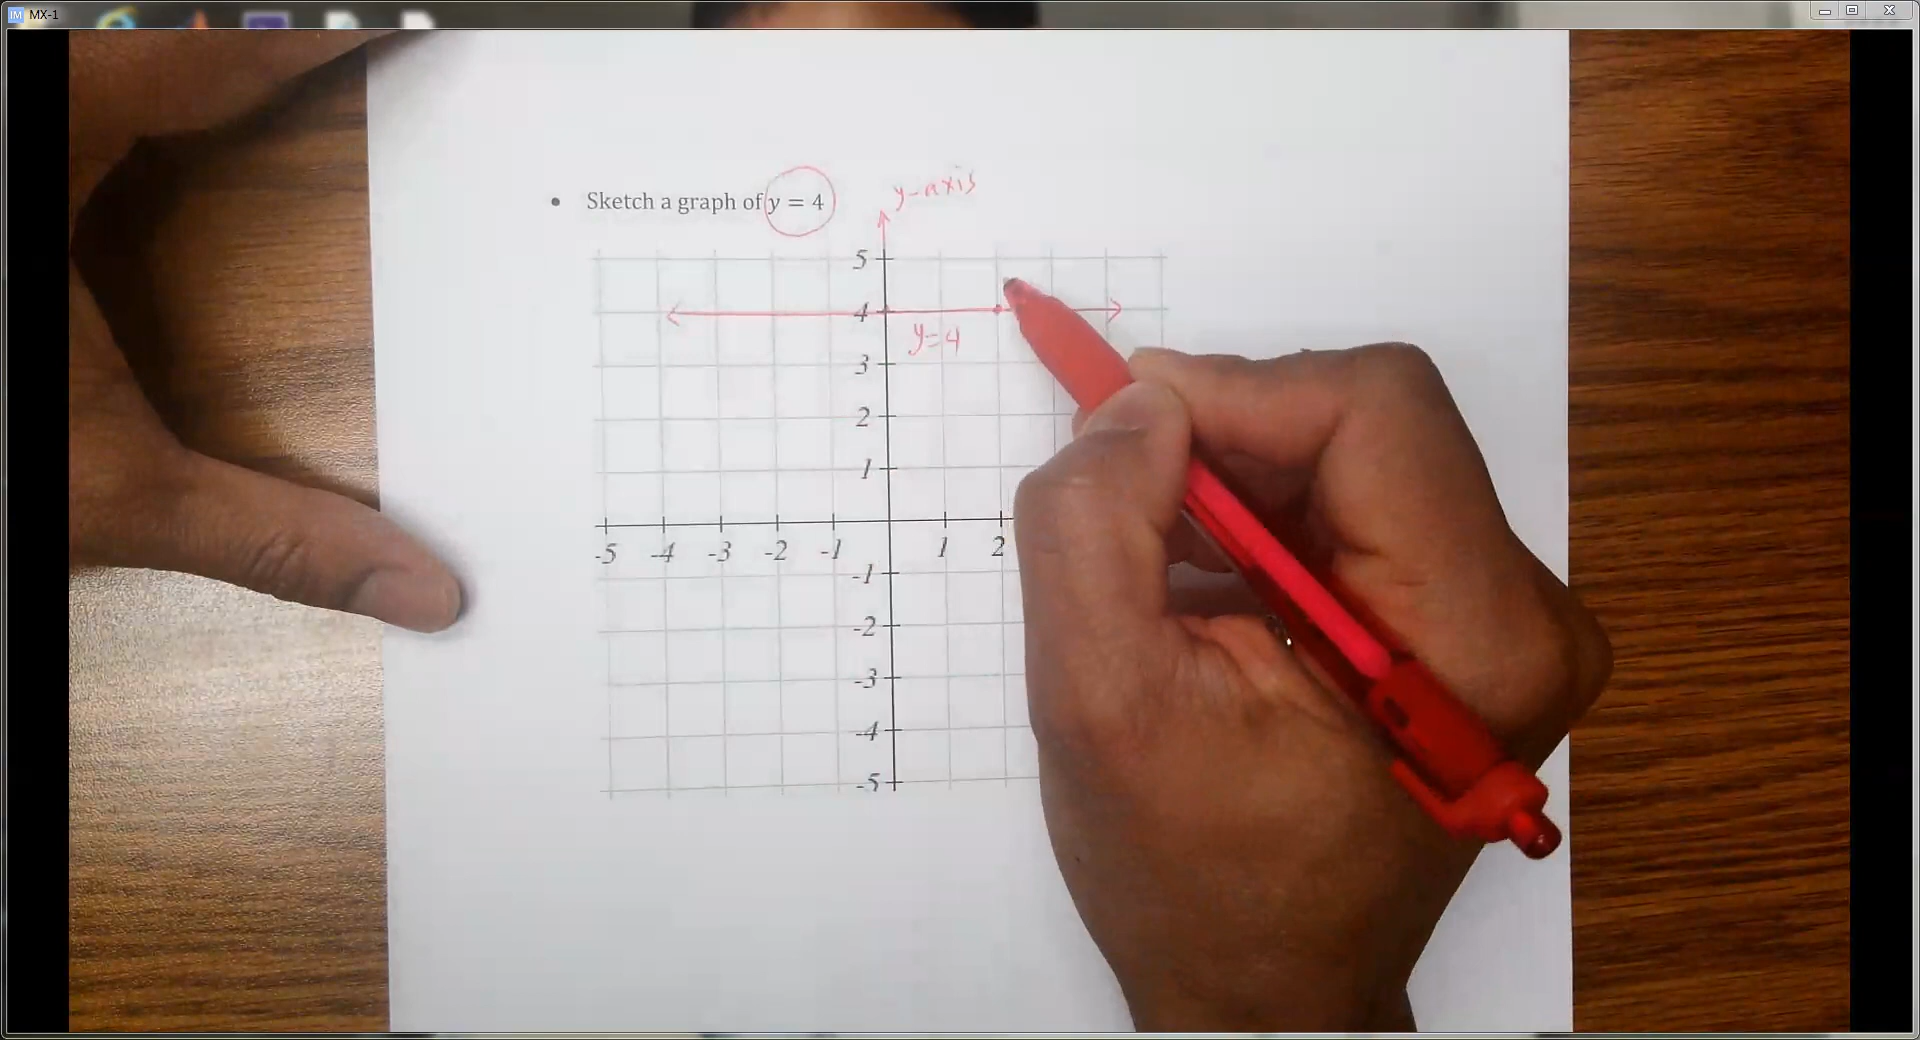 MX-1
y-axis
• Sketch a graph of y = 4
5
4
y=4
3
2
1
-5 -4 -3 -2 -1 1 2
-1
-2
-3
-4
-5